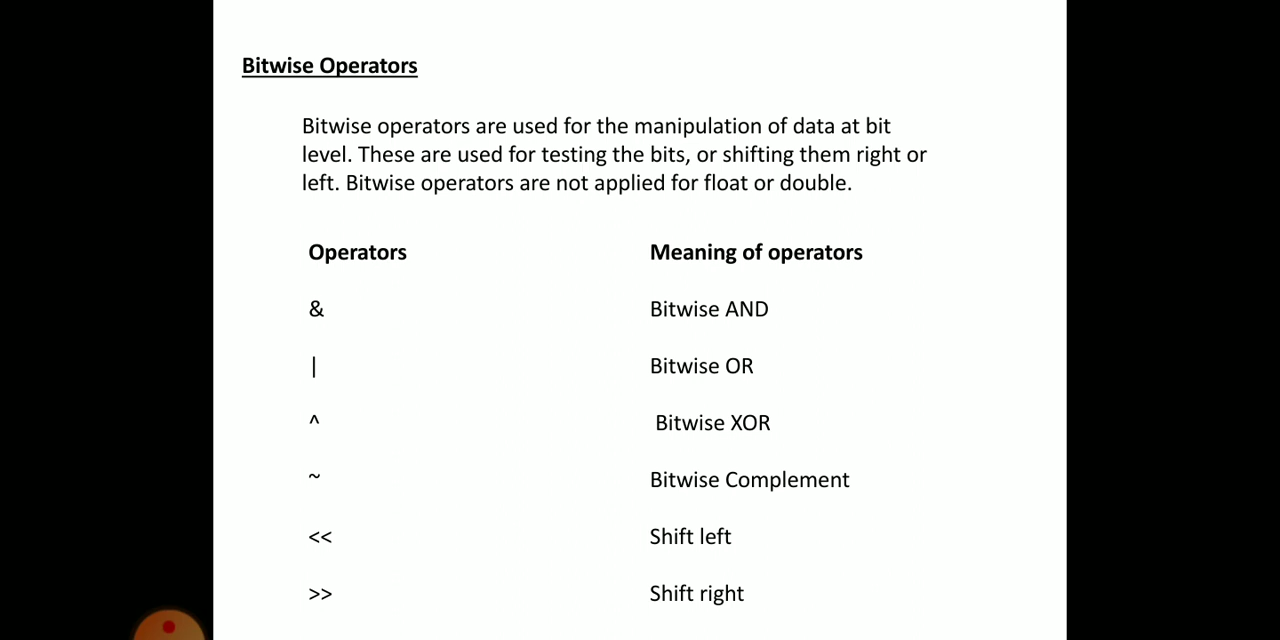 Bitwise Operators
Bitwise operators are used for the manipulation of data at bit
level. These are used for testing the bits, or shifting them right or
left. Bitwise operators are not applied for float or double.
Operators Meaning of operators
& Bitwise AND
| Bitwise OR
^ Bitwise XOR
~ Bitwise Complement
<< Shift left
>> Shift right